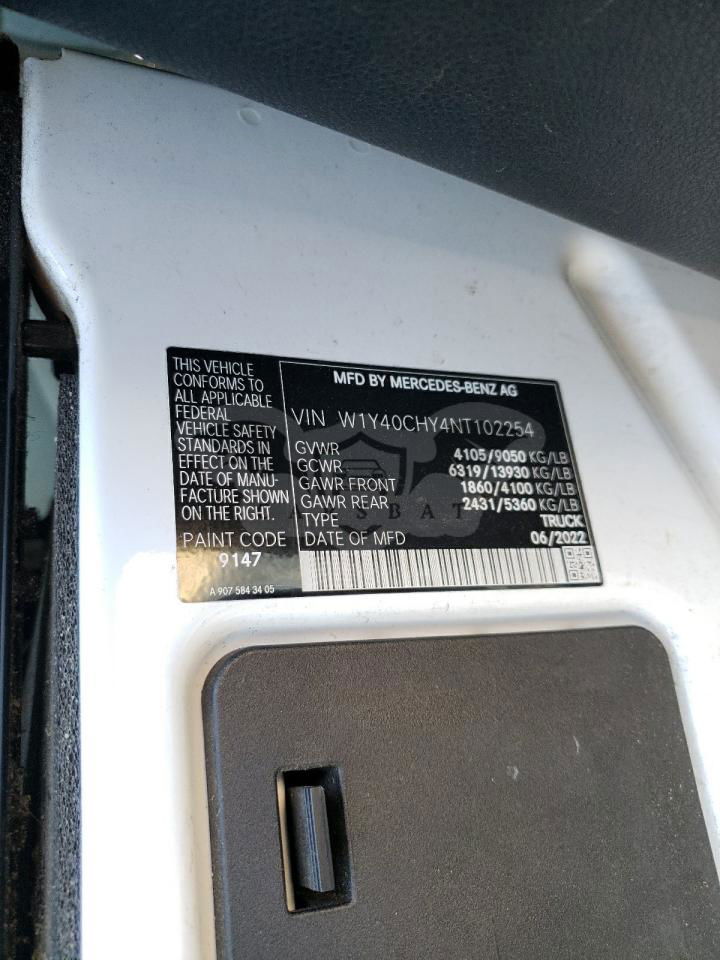 THIS VEHICLE
CONFORMS TO
ALL APPLICABLE
FEDERAL
VEHICLE SAFETY
STANDARDS IN
EFFECT ON THE
DATE OF MANU-
FACTURE SHOWN
ON THE RIGHT.
PAINT CODE
9147
A 907 584 34 05
MFD BY MERCEDES-BENZ AG
VIN W1Y40CHY4NT102254
GVWR 4105/9050 KG/LB
GCWR 6319/13930 KG/LB
GAWR FRONT 1860/4100 KG/LB
GAWR REAR 2431/5360 KG/LB
TYPE TRUCK
DATE OF MFD 06/2022